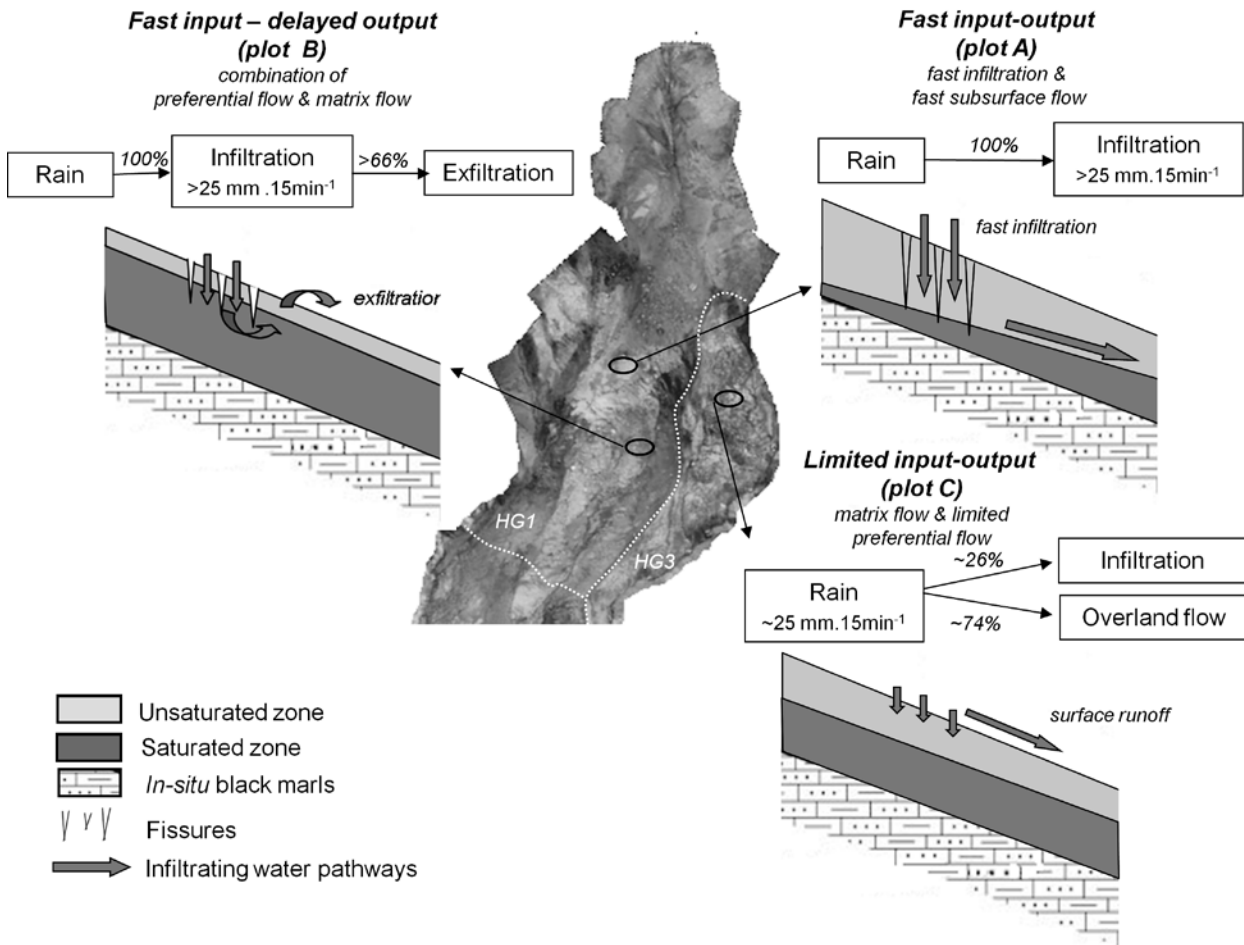 Fast input – delayed output
(plot B)
combination of
preferential flow & matrix flow
Rain
100%
Infiltration
>25 mm .15min⁻¹
>66%
Exfiltration
exfiltration
Fast input-output
(plot A)
fast infiltration &
fast subsurface flow
Rain
100%
Infiltration
>25 mm.15min⁻¹
fast infiltration
HG1
HG3
Limited input-output
(plot C)
matrix flow & limited
preferential flow
Rain
~25 mm.15min⁻¹
~26%
Infiltration
~74%
Overland flow
surface runoff
Unsaturated zone
Saturated zone
In-situ black marls
Fissures
Infiltrating water pathways